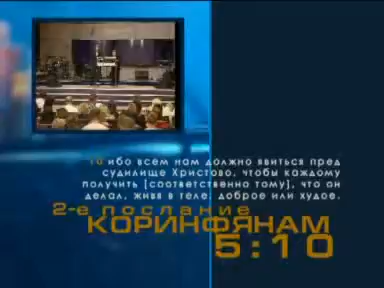 10 ибо всем нам должно явиться пред
судилище Христово, чтобы каждому
получить [соответственно тому], что он
делал, живя в теле, доброе или худое.
2-е послание
КОРИНФЯНАМ
5:10